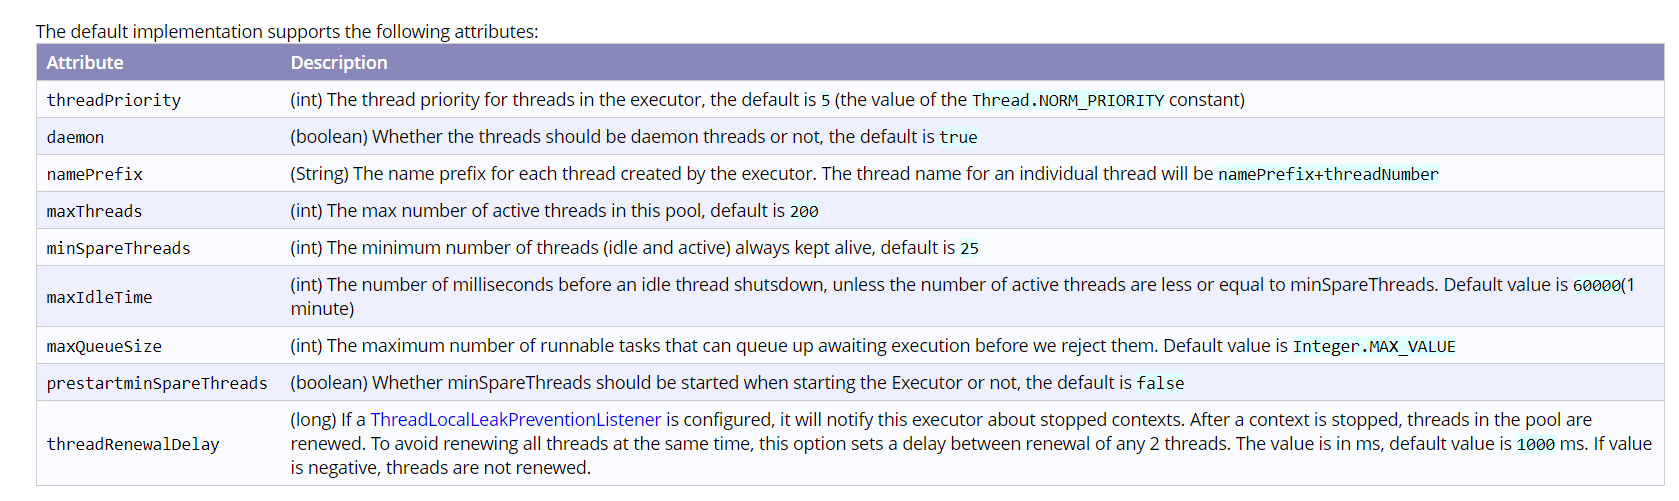 The default implementation supports the following attributes:
Attribute Description
threadPriority (int) The thread priority for threads in the executor, the default is 5 (the value of the Thread.NORM_PRIORITY constant)
daemon (boolean) Whether the threads should be daemon threads or not, the default is true
namePrefix (String) The name prefix for each thread created by the executor. The thread name for an individual thread will be namePrefix+threadNumber
maxThreads (int) The max number of active threads in this pool, default is 200
minSpareThreads (int) The minimum number of threads (idle and active) always kept alive, default is 25
maxIdleTime (int) The number of milliseconds before an idle thread shutsdown, unless the number of active threads are less or equal to minSpareThreads. Default value is 60000(1
minute)
maxQueueSize (int) The maximum number of runnable tasks that can queue up awaiting execution before we reject them. Default value is Integer.MAX_VALUE
prestartminSpareThreads (boolean) Whether minSpareThreads should be started when starting the Executor or not, the default is false
threadRenewalDelay (long) If a ThreadLocalLeakPreventionListener is configured, it will notify this executor about stopped contexts. After a context is stopped, threads in the pool are
renewed. To avoid renewing all threads at the same time, this option sets a delay between renewal of any 2 threads. The value is in ms, default value is 1000 ms. If value
is negative, threads are not renewed.